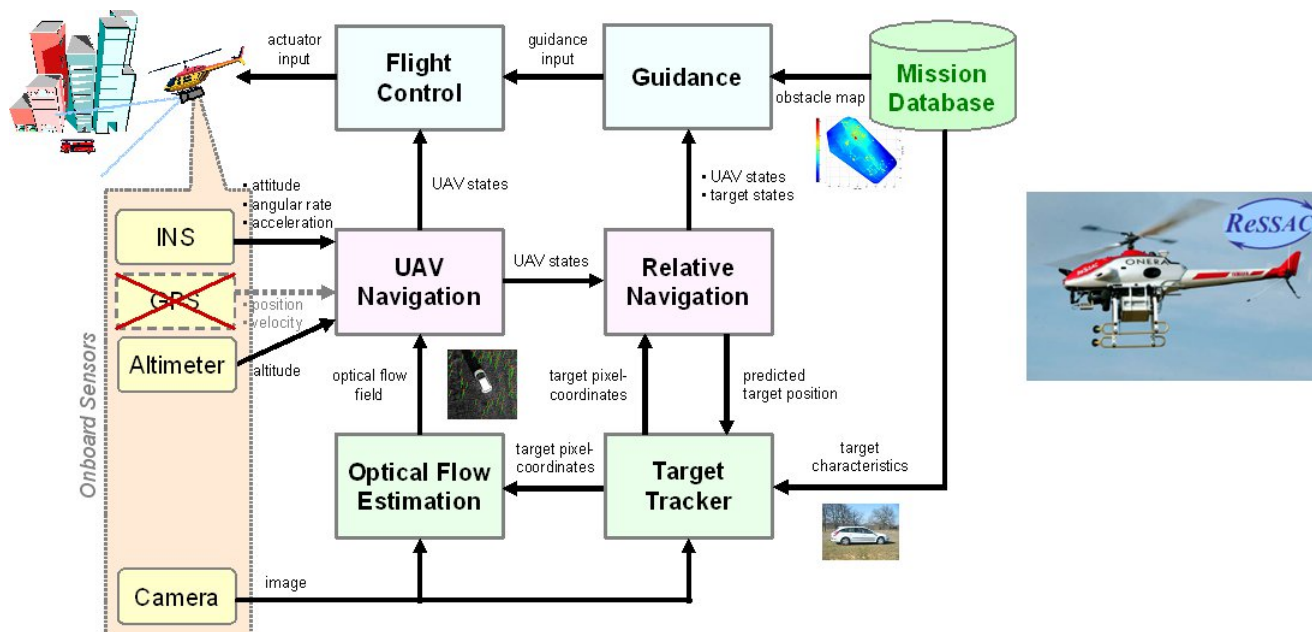 actuator
input
Flight
Control
guidance
input
Guidance
obstacle map
Mission
Database
UAV states
▪ UAV states
▪ target states
▪ attitude
▪ angular rate
▪ acceleration
INS
UAV
Navigation
UAV states
Relative
Navigation
GPS
▪ position
▪ velocity
Altimeter
altitude
optical flow
field
target pixel-
coordinates
predicted
target position
Onboard Sensors
Optical Flow
Estimation
target pixel-
coordinates
Target
Tracker
target
characteristics
Camera
image
ReSSAC
ONERA